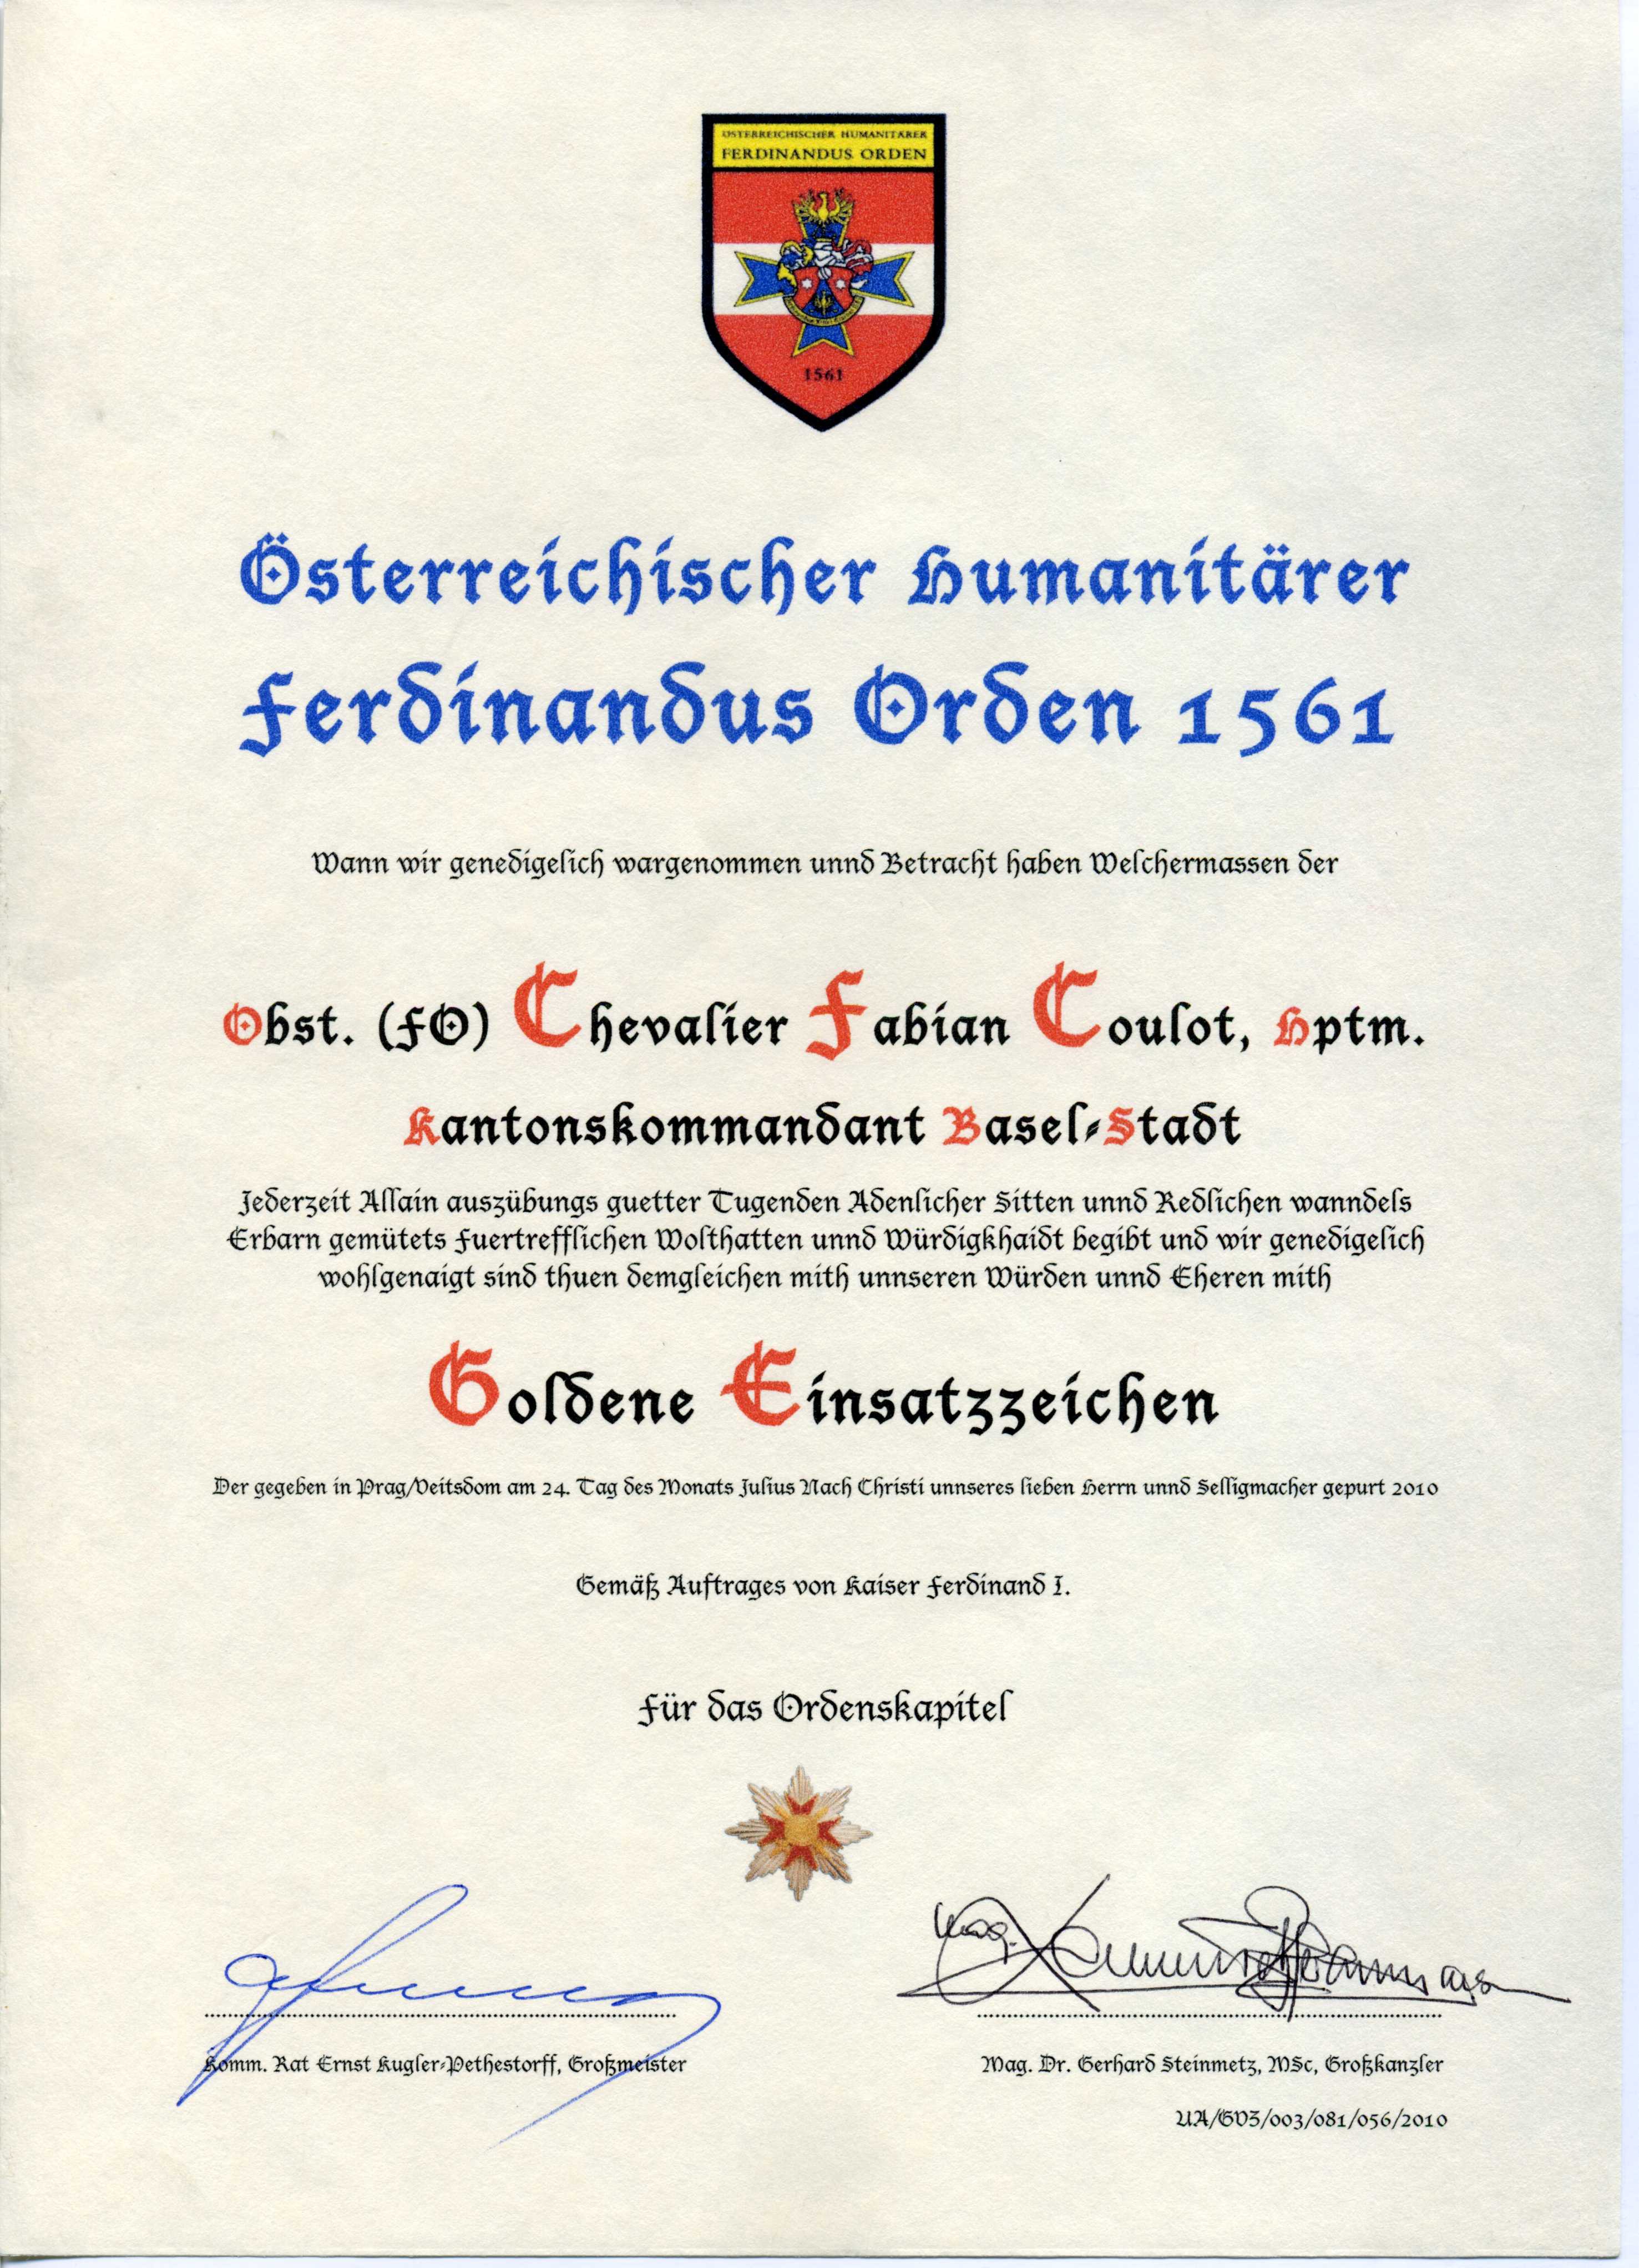 ÖSTERREICHISCHER HUMANITÄRER
FERDINANDUS ORDEN
1561
Österreichischer Humanitärer
Ferdinandus Orden 1561
Wann wir genedigelich wargenommen unnd Betracht haben Welchermassen der
Obst. (FO) Chevalier Fabian Coulot, Hptm.
Kantonskommandant Basel-Stadt
Jederzeit Allain auszübungs guetter Tugenden Adenlicher Sitten unnd Redlichen wanndels
Erbarn gemütets Fuertrefflichen Wolthatten unnd Würdigkhaidt begibt und wir genedigelich
wohlgenaigt sind thuen demgleichen mith unnseren Würden unnd Eheren mith
Goldene Einsatzzeichen
Der gegeben in Prag/Veitsdom am 24. Tag des Monats Julius Nach Christi unnseres lieben Herrn unnd Selligmacher gepurt 2010
Gemäß Auftrages von Kaiser Ferdinand I.
Für das Ordenskapitel
Mag.
Komm. Rat Ernst Kugler-Pethestorff, Großmeister
Mag. Dr. Gerhard Steinmetz, MSc, Großkanzler
UA/GVZ/003/081/056/2010